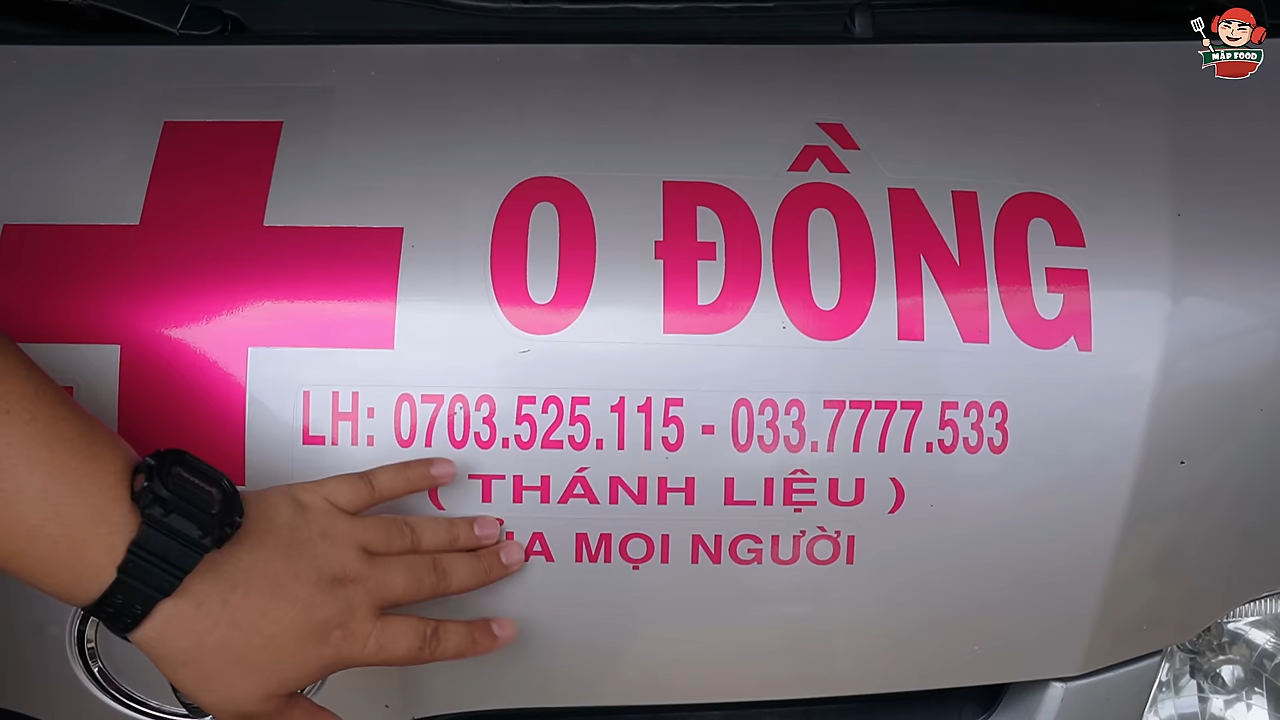 MẬP FOOD
0 ĐỒNG
LH: 0703.525.115 - 033.7777.533
( THÁNH LIỆU )
MỌI NGƯỜI